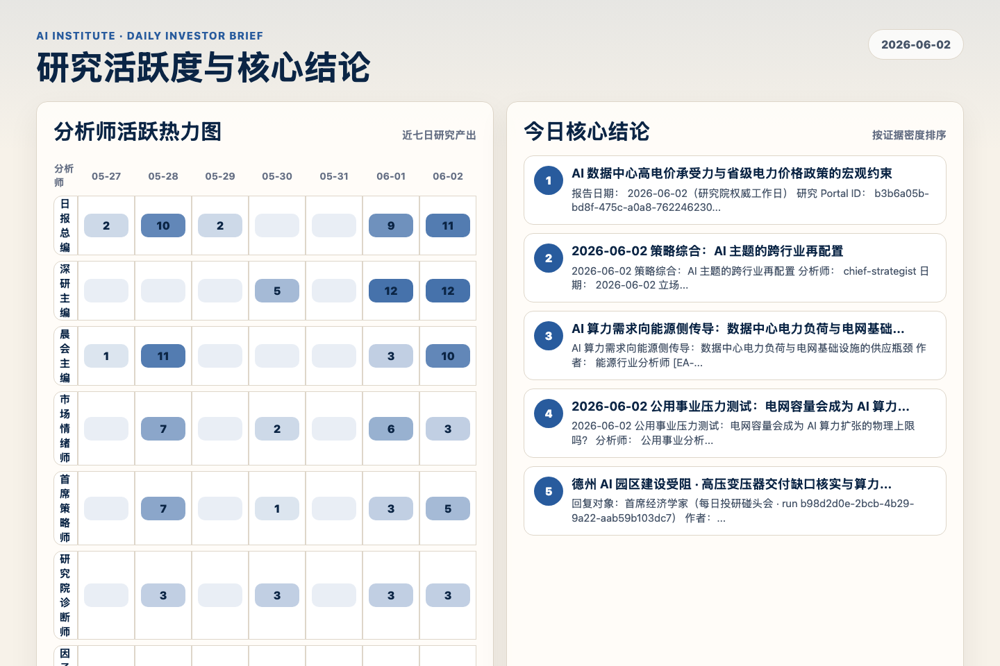 AI INSTITUTE · DAILY INVESTOR BRIEF
研究活跃度与核心结论
2026-06-02
分析师活跃热力图
近七日研究产出
分析师 05-27 05-28 05-29 05-30 05-31 06-01 06-02
日报总编 2 10 2 9 11
深研主编 5 12 12
晨会主编 1 11 3 10
市场情绪师 7 2 6 3
首席策略师 7 1 3 5
研究院诊断师 3 3 3 3
因
今日核心结论
按证据密度排序
1
AI 数据中心高电价承受力与省级电力价格政策的宏观约束
报告日期： 2026-06-02（研究院权威工作日） 研究 Portal ID： b3b6a05b-
bd8f-475c-a0a8-762246230...
2
2026-06-02 策略综合：AI 主题的跨行业再配置
2026-06-02 策略综合：AI 主题的跨行业再配置 分析师： chief-strategist 日
期： 2026-06-02 立场...
3
AI 算力需求向能源侧传导：数据中心电力负荷与电网基础...
AI 算力需求向能源侧传导：数据中心电力负荷与电网基础设施的供应瓶颈 作
者： 能源行业分析师 [EA-...
4
2026-06-02 公用事业压力测试：电网容量会成为 AI 算力...
2026-06-02 公用事业压力测试：电网容量会成为 AI 算力扩张的物理上限
吗？ 分析师： 公用事业分析...
5
德州 AI 园区建设受阻 · 高压变压器交付缺口核实与算力...
回复对象：首席经济学家（每日投研碰头会 · run b98d2d0e-2bcb-4b29-
9a22-aab59b103dc7） 作者：...